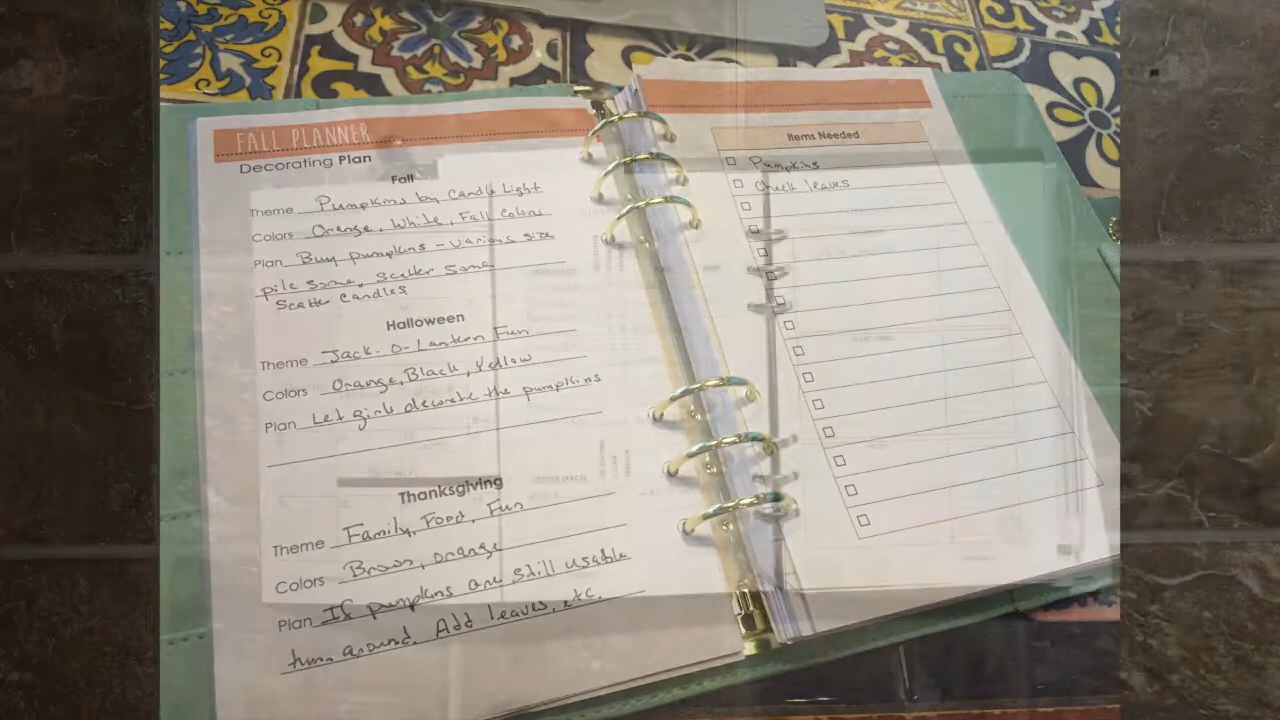 FALL PLANNER
Decorating Plan
Fall
Theme Pumpkins by Candle Light
Colors Orange, White, Fall Colors
Plan Buy pumpkins - various size
pile some, scatter some
Scatter candles
Halloween
Theme Jack-O-Lantern Fun
Colors Orange, Black, Yellow
Plan Let girls decorate the pumpkins
Thanksgiving
Theme Family, Food, Fun
Colors Brown, orange
Plan If pumpkins are still usable
turn around. Add leaves, etc.
Items Needed
Pumpkins
Check leaves